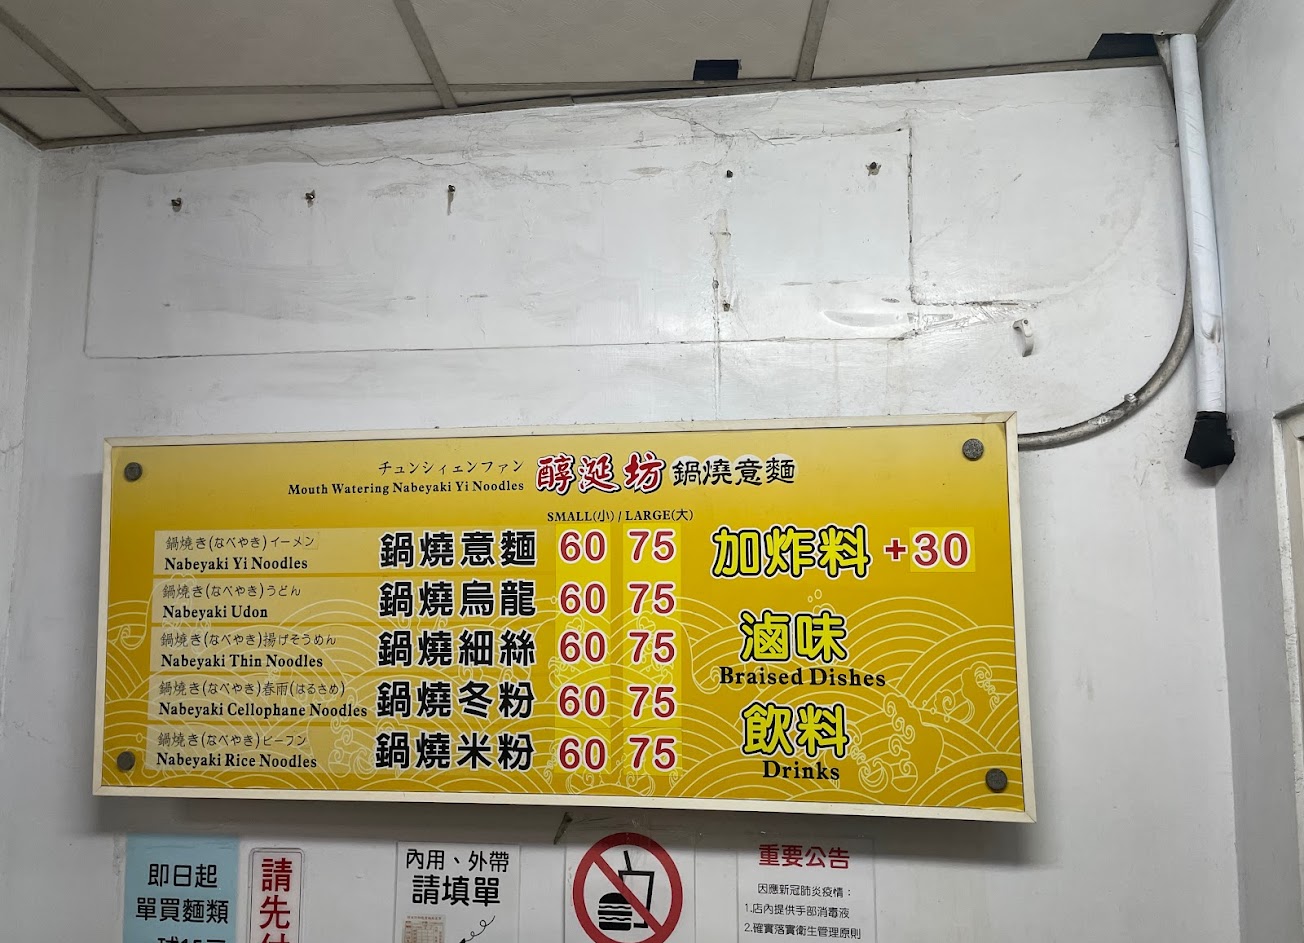 チュンシィェンファン
Mouth Watering Nabeyaki Yi Noodles
醇涎坊 鍋燒意麵
SMALL(小) / LARGE(大)
鍋燒き(なべやき)イーメン
Nabeyaki Yi Noodles
鍋燒意麵 60 75
鍋燒き(なべやき)うどん
Nabeyaki Udon
鍋燒烏龍 60 75
鍋燒き(なべやき)揚げそうめん
Nabeyaki Thin Noodles
鍋燒細絲 60 75
鍋燒き(なべやき)春雨(はるさめ)
Nabeyaki Cellophane Noodles
鍋燒冬粉 60 75
鍋燒き(なべやき)ビーフン
Nabeyaki Rice Noodles
鍋燒米粉 60 75
加炸料 +30
滷味
Braised Dishes
飲料
Drinks
即日起
單買麵類
請先付
內用、外帶
請填單
重要公告
因應新冠肺炎疫情：
1.店內提供手部消毒液
2.確實落實衛生管理原則